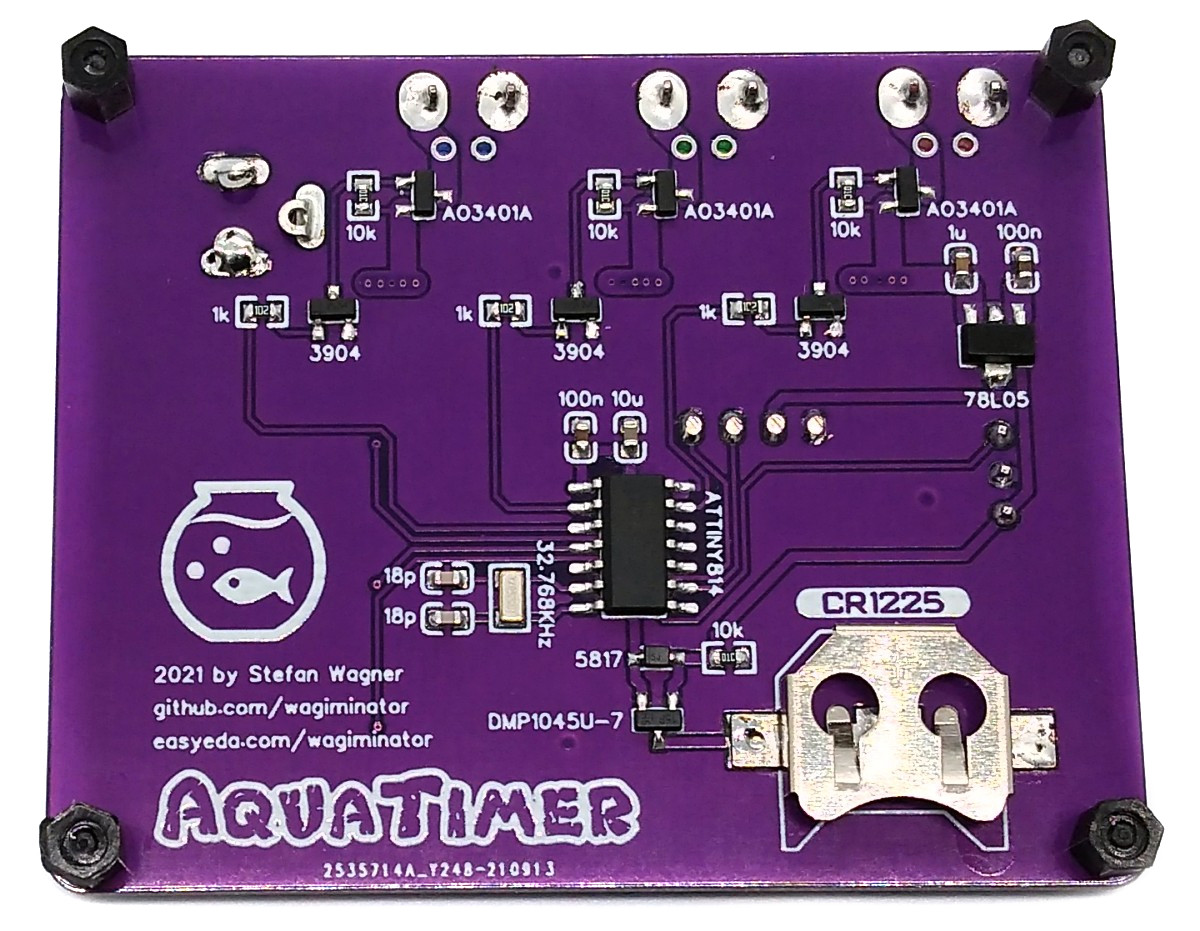 10k
AO3401A
10k
AO3401A
10k
AO3401A
1u
100n
1k
102
3904
1k
102
3904
1k
102
3904
78L05
100n 10u
ATTINY814
32.768KHz
18p
18p
CR1225
10k
5817
DMP1045U-7
2021 by Stefan Wagner
github.com/wagiminator
easyeda.com/wagiminator
AQUATIMER
2535714A_Y248-210913